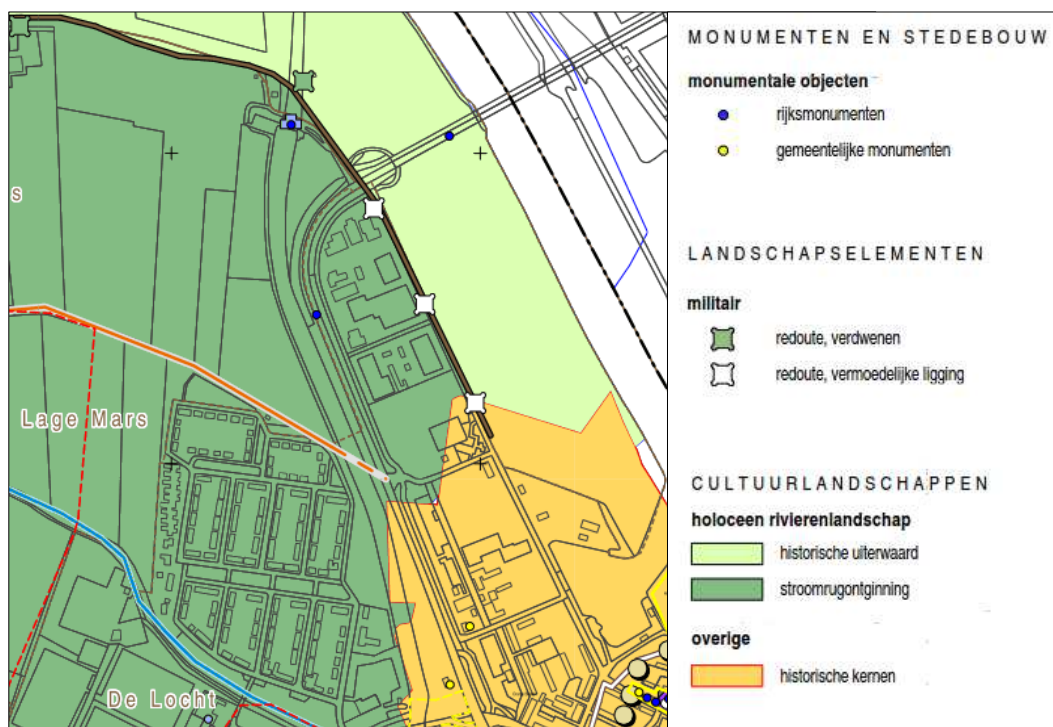 s
Lage Mars
De Locht
MONUMENTEN EN STEDEBOUW
monumentale objecten
rijksmonumenten
gemeentelijke monumenten
LANDSCHAPSELEMENTEN
militair
redoute, verdwenen
redoute, vermoedelijke ligging
CULTUURLANDSCHAPPEN
holoceen rivierenlandschap
historische uiterwaard
stroomrugontginning
overige
historische kernen